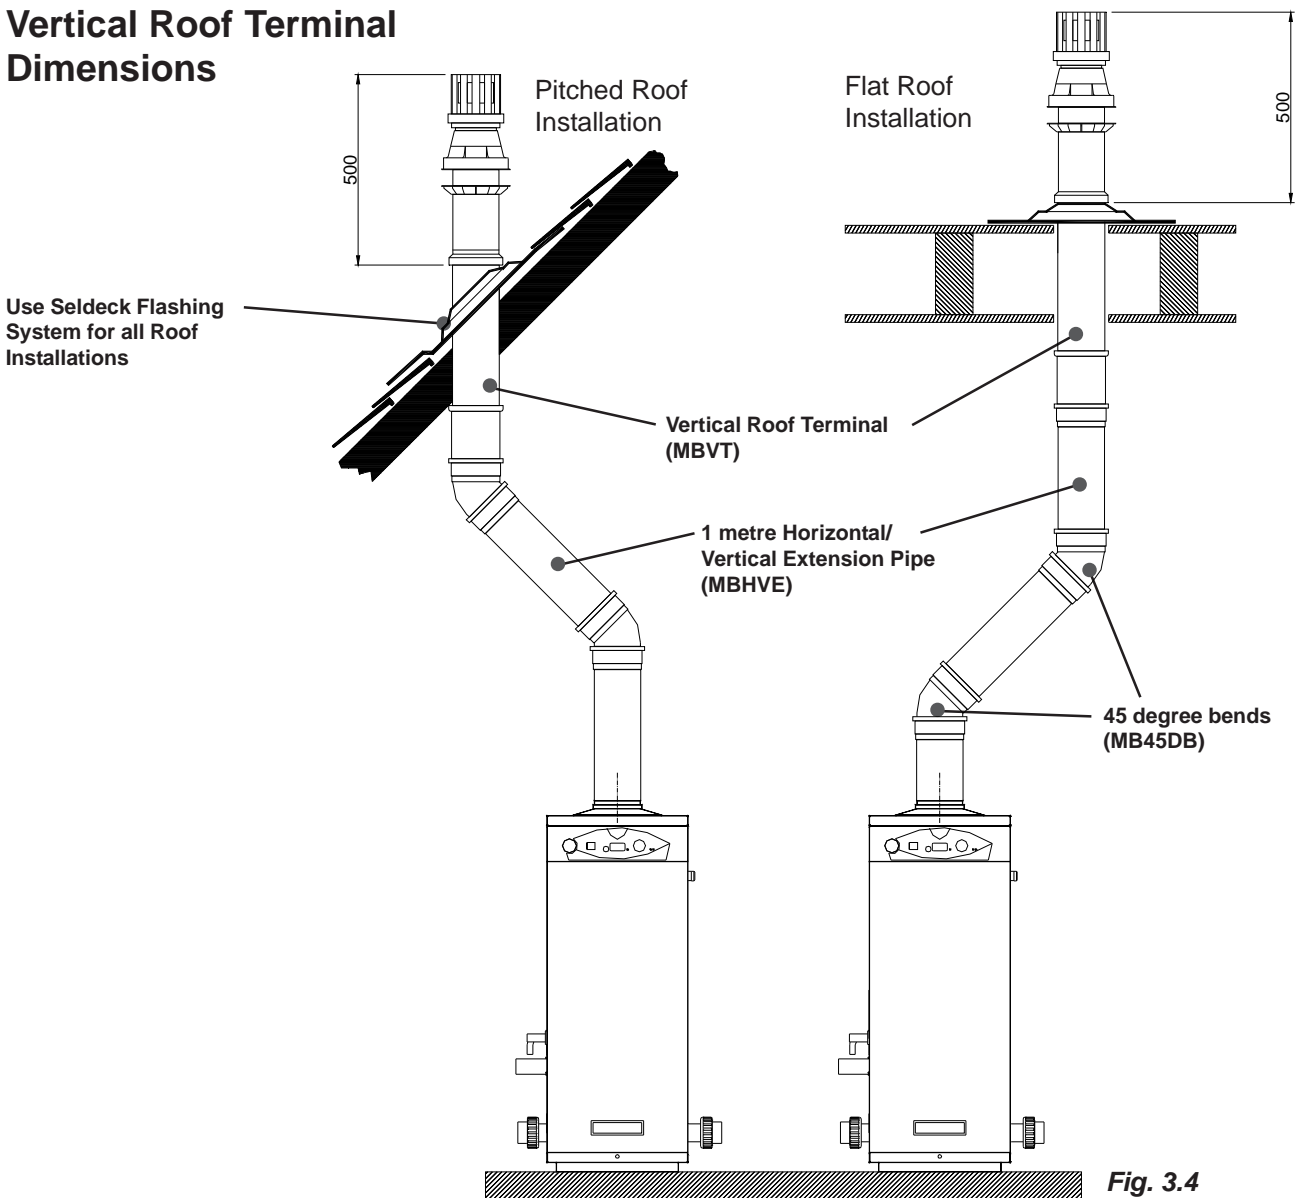 Vertical Roof Terminal
Dimensions
Pitched Roof
Installation
Flat Roof
Installation
500
500
Use Seldeck Flashing
System for all Roof
Installations
Vertical Roof Terminal
(MBVT)
1 metre Horizontal/
Vertical Extension Pipe
(MBHVE)
45 degree bends
(MB45DB)
Fig. 3.4